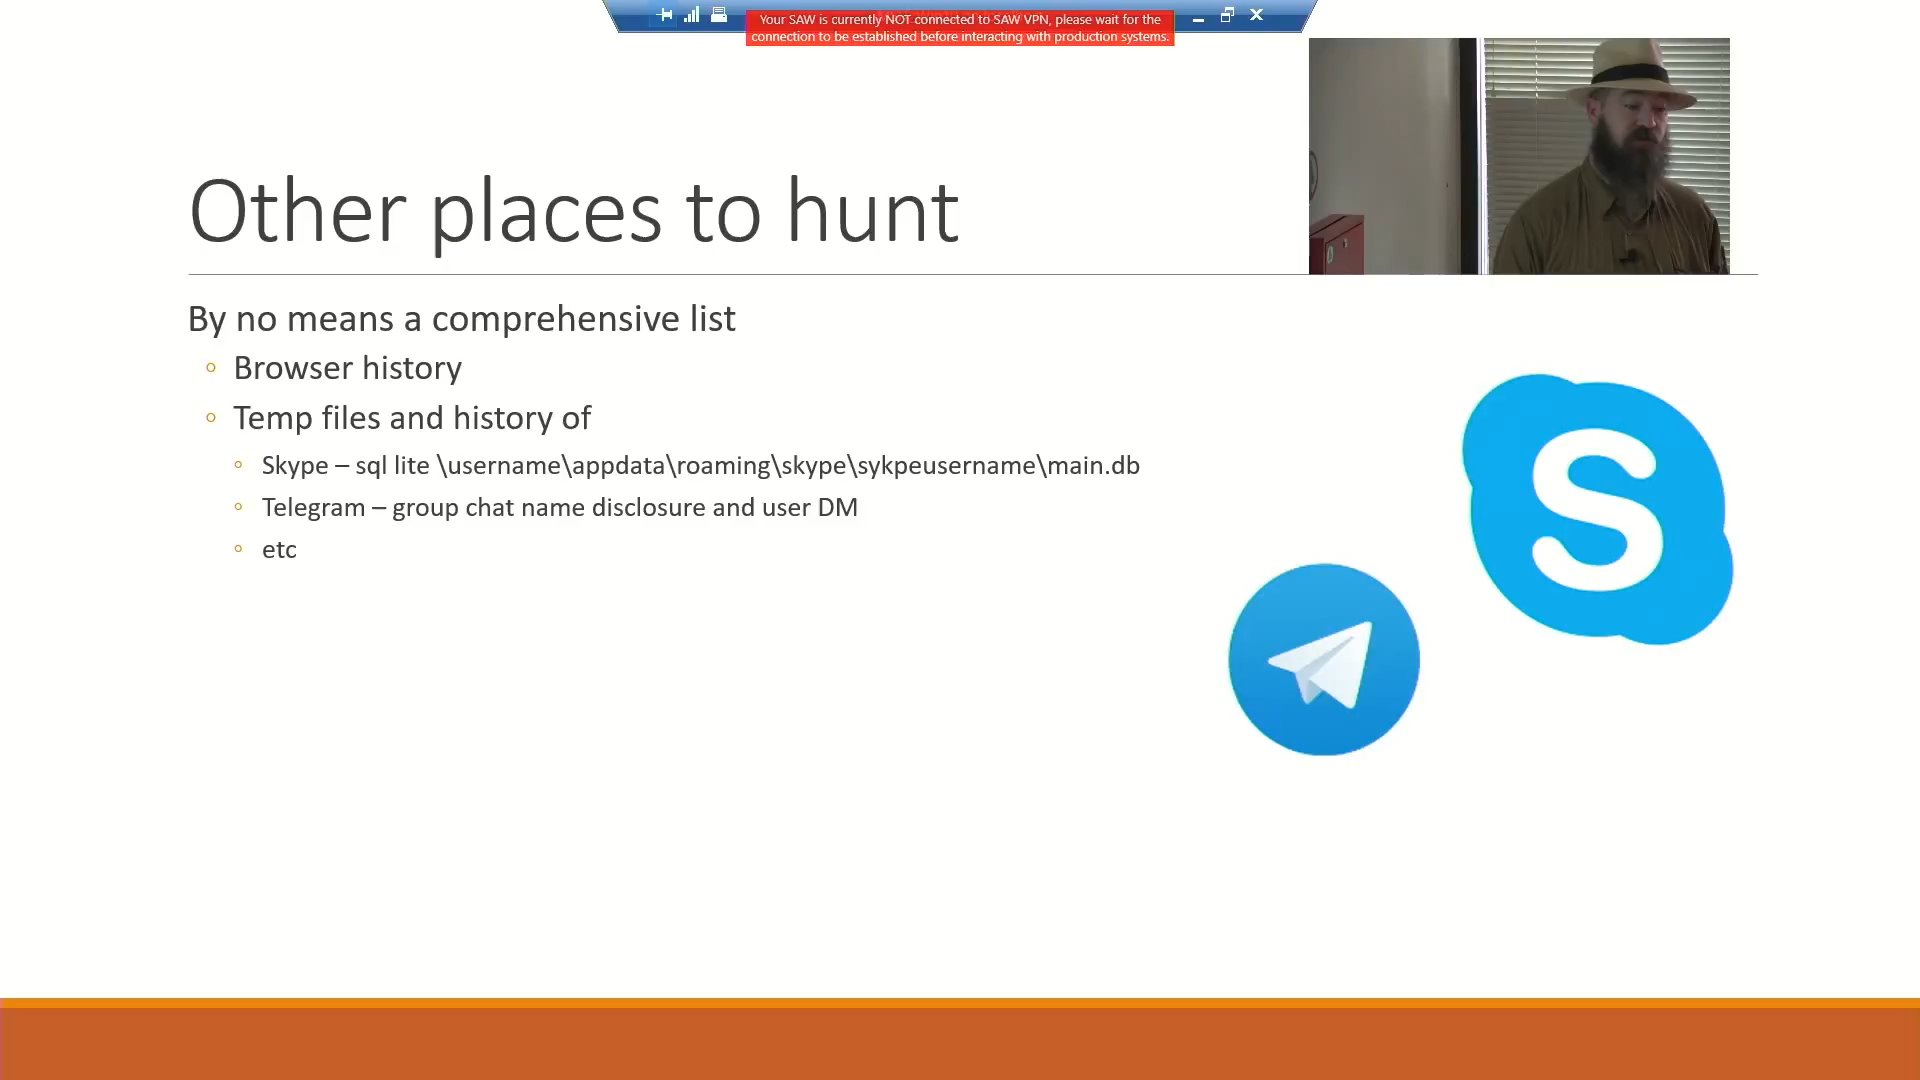 Your SAW is currently NOT connected to SAW VPN, please wait for the
connection to be established before interacting with production systems.
Other places to hunt
By no means a comprehensive list
Browser history
Temp files and history of
Skype – sql lite \username\appdata\roaming\skype\sykpeusername\main.db
Telegram – group chat name disclosure and user DM
etc
S